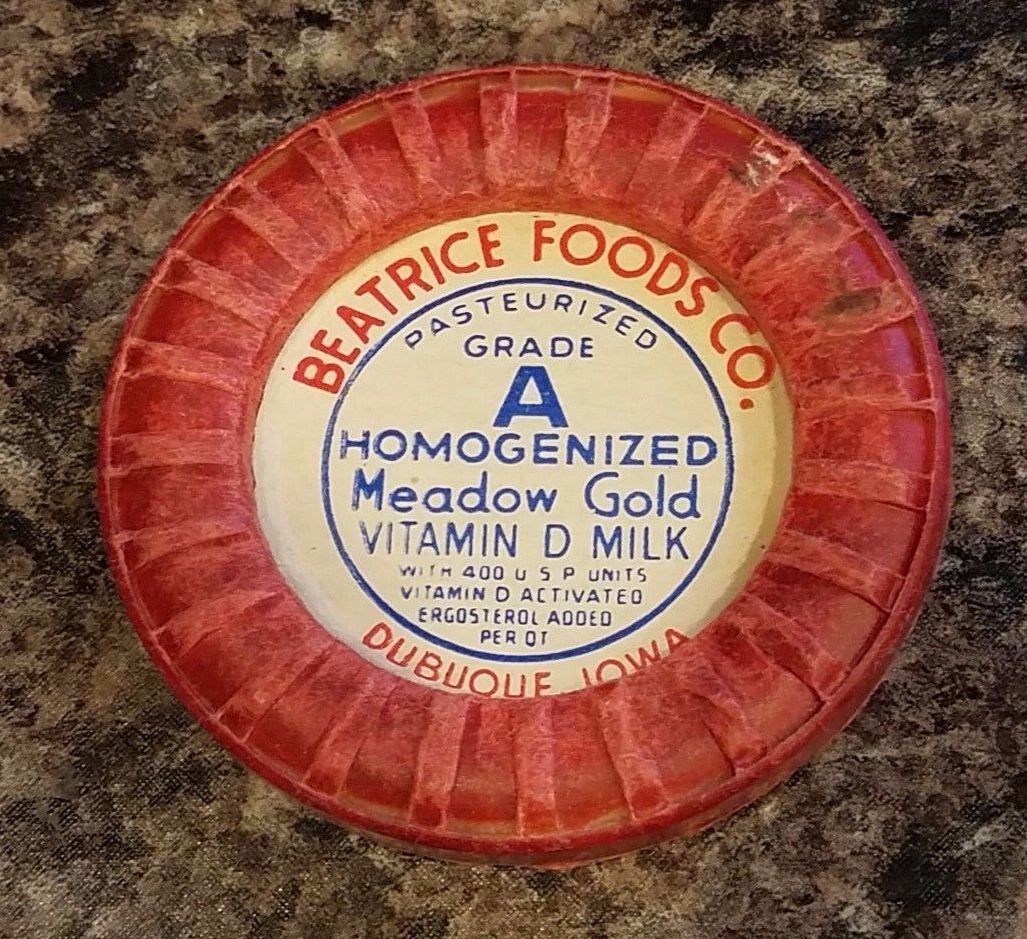 BEATRICE FOODS CO.
PASTEURIZED
GRADE
A
HOMOGENIZED
Meadow Gold
VITAMIN D MILK
WITH 400 U S P UNITS
VITAMIN D ACTIVATED
ERGOSTEROL ADDED
PER QT
DUBUQUE, IOWA